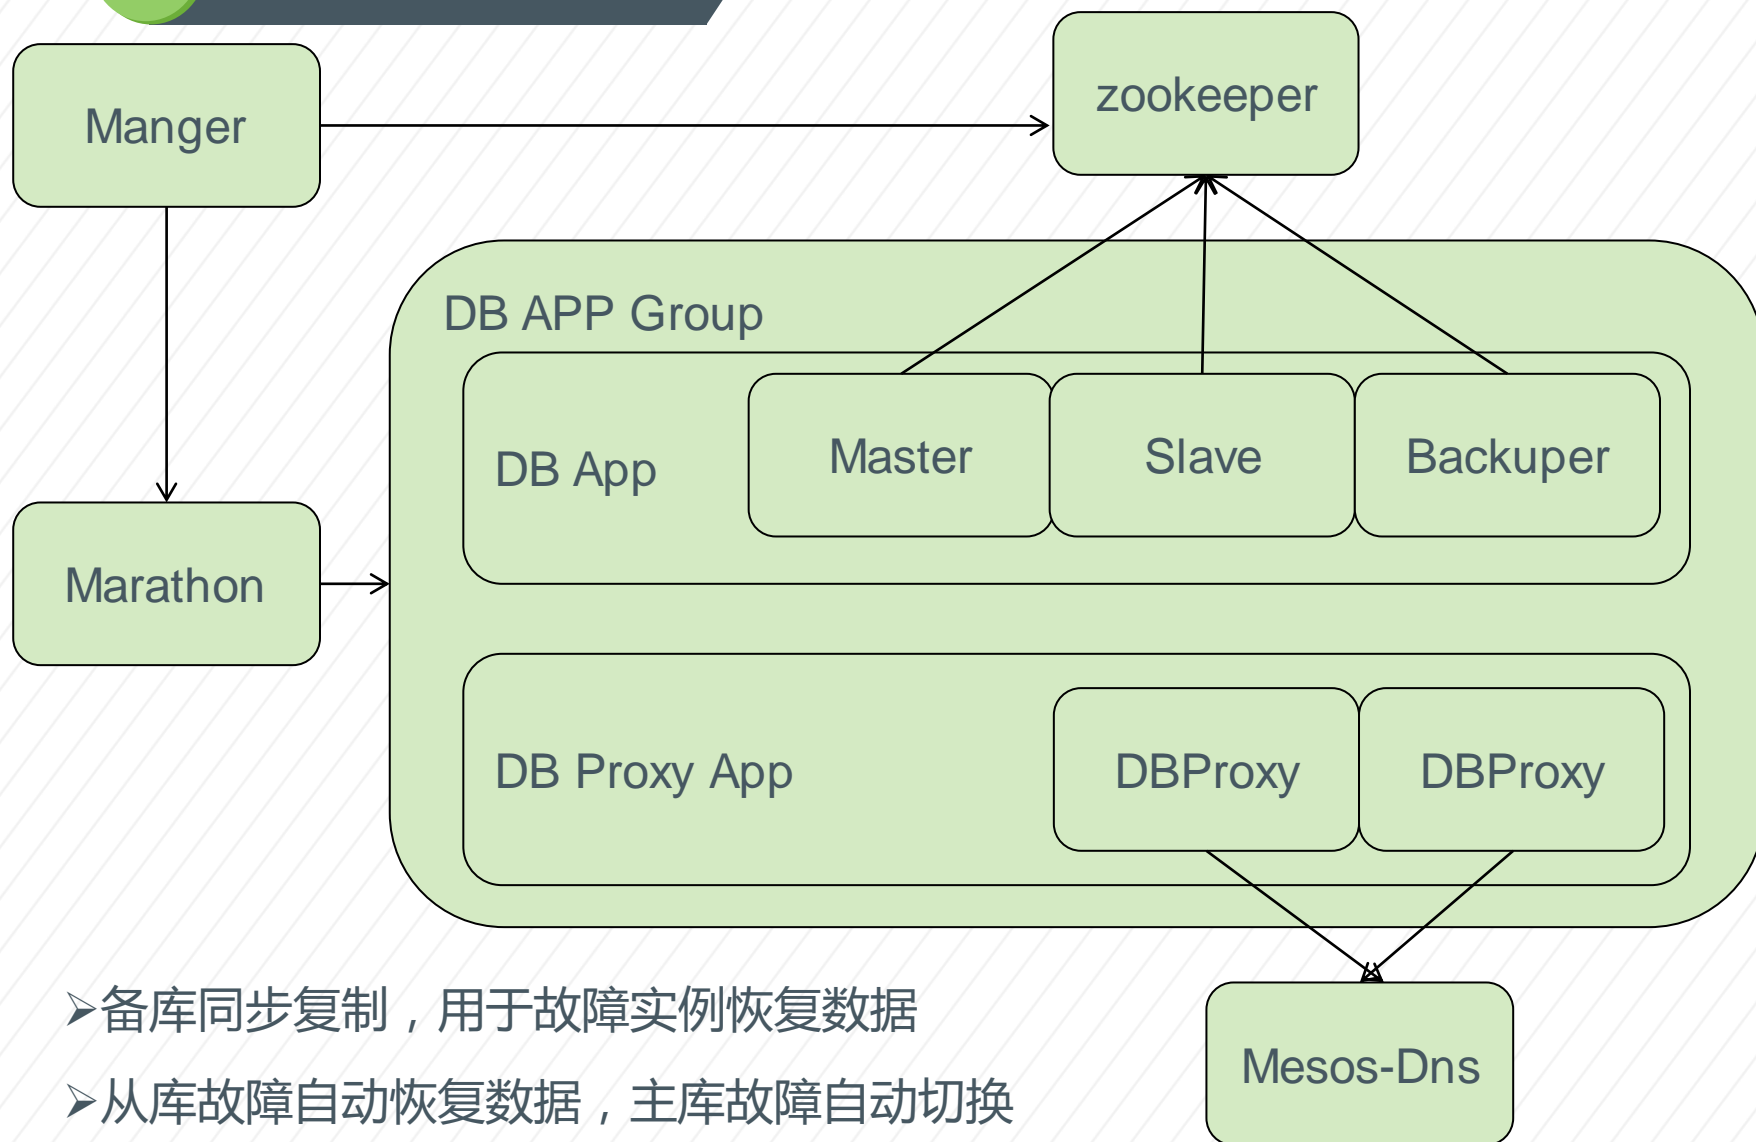 Manger
zookeeper
DB APP Group
DB App
Master
Slave
Backuper
Marathon
DB Proxy App
DBProxy
DBProxy
➢备库同步复制，用于故障实例恢复数据
Mesos-Dns
➢从库故障自动恢复数据，主库故障自动切换